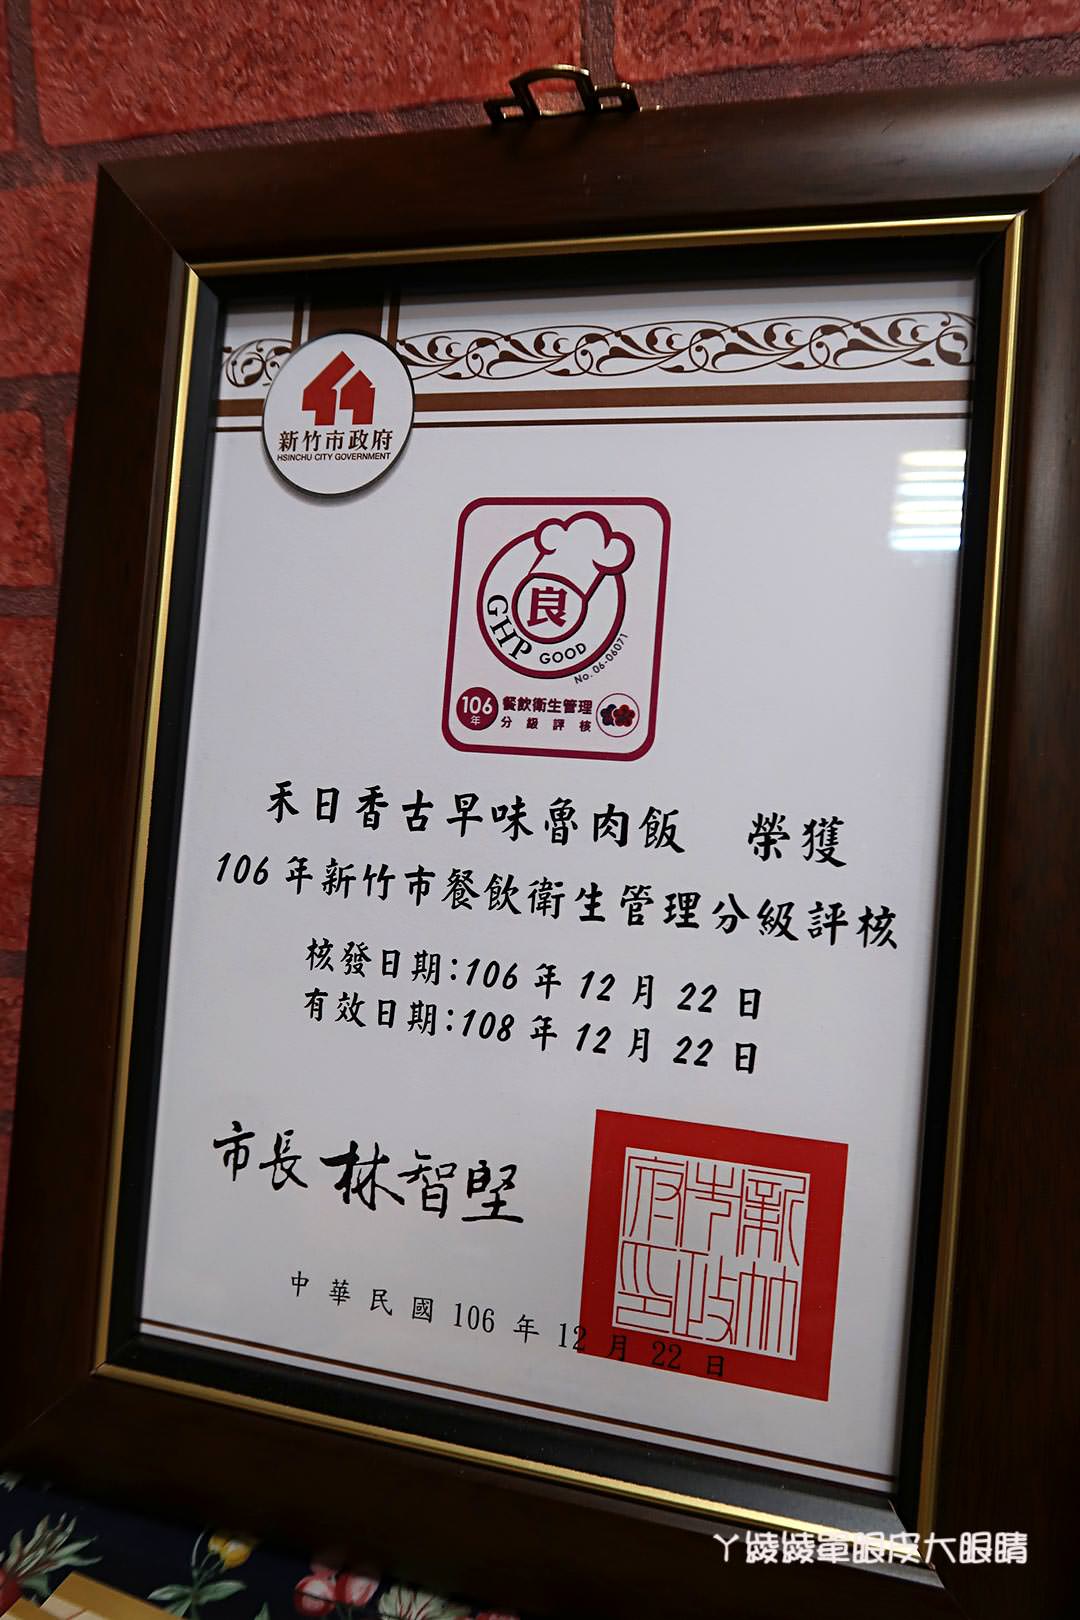 新竹市政府
HSINCHU CITY GOVERNMENT
良
GHP GOOD
No. 06-06071
106年
餐飲衛生管理
分級評核
禾日香古早味魯肉飯 榮獲
106年新竹市餐飲衛生管理分級評核
核發日期:106年12月22日
有效日期:108年12月22日
市長 林智堅
新竹市政府印
中華民國106年12月22日
ㄚ綾綾單眼皮大眼睛